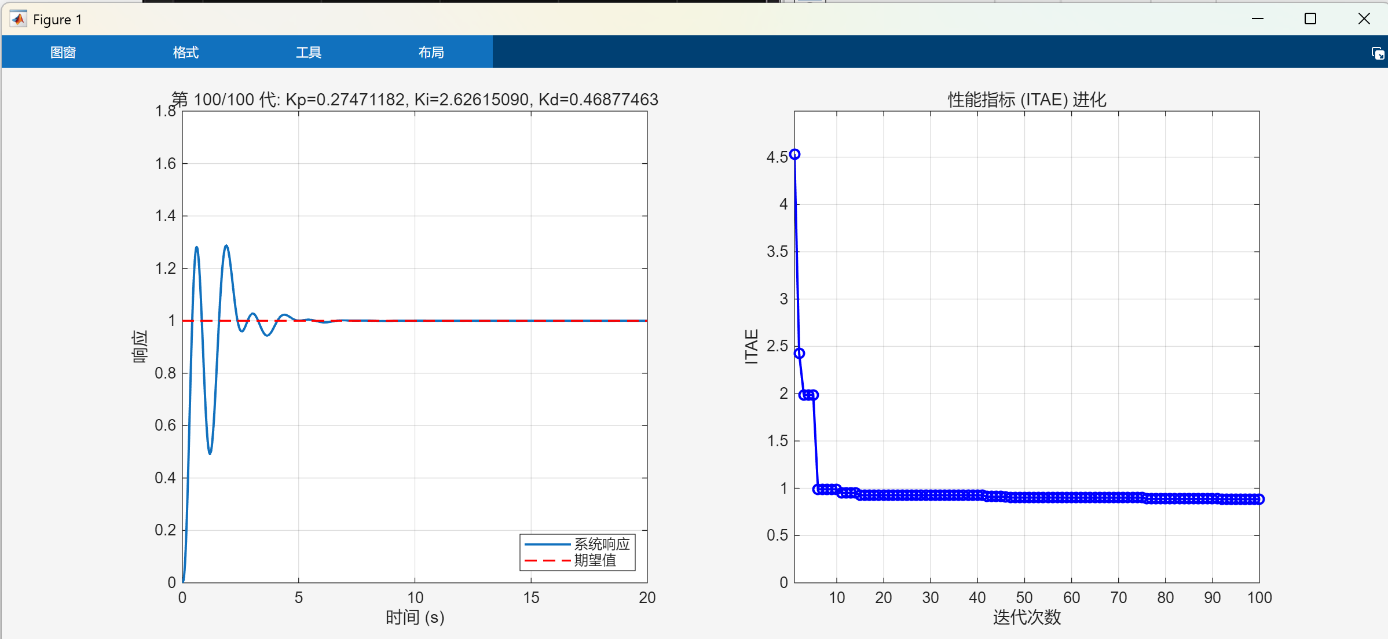 Figure 1
图窗 格式 工具 布局
第 100/100 代: Kp=0.27471182, Ki=2.62615090, Kd=0.46877463
1.8
1.6
1.4
1.2
1
0.8
0.6
0.4
0.2
0
响应
0 5 10 15 20
时间 (s)
系统响应
期望值
性能指标 (ITAE) 进化
4.5
4
3.5
3
2.5
2
1.5
1
0.5
0
ITAE
10 20 30 40 50 60 70 80 90 100
迭代次数